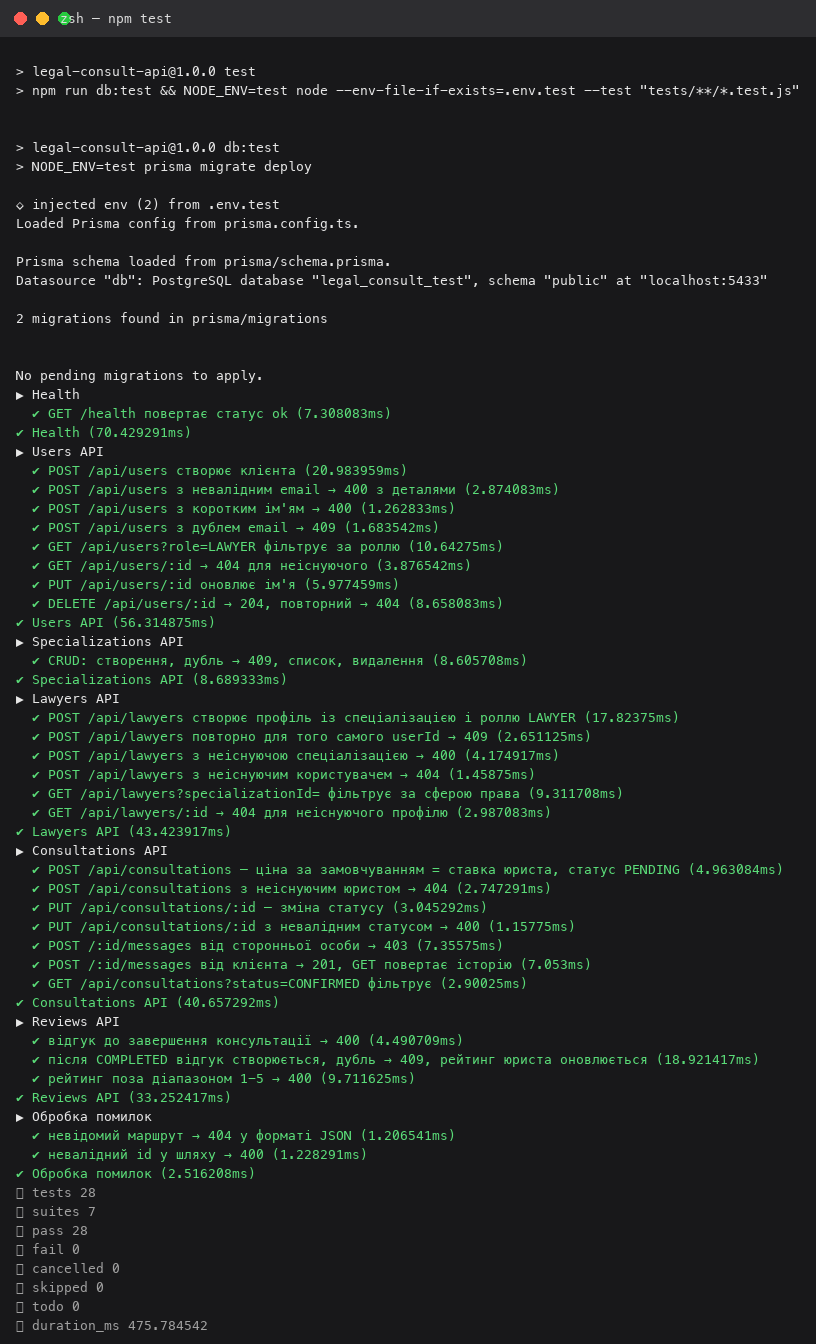 zsh — npm test
> legal-consult-api@1.0.0 test
> npm run db:test && NODE_ENV=test node --env-file-if-exists=.env.test --test "tests/**/*.test.js"
> legal-consult-api@1.0.0 db:test
> NODE_ENV=test prisma migrate deploy
◇ injected env (2) from .env.test
Loaded Prisma config from prisma.config.ts.
Prisma schema loaded from prisma/schema.prisma.
Datasource "db": PostgreSQL database "legal_consult_test", schema "public" at "localhost:5433"
2 migrations found in prisma/migrations
No pending migrations to apply.
▶ Health
✔ GET /health повертає статус ok (7.308083ms)
✔ Health (70.429291ms)
▶ Users API
✔ POST /api/users створює клієнта (20.983959ms)
✔ POST /api/users з невалідним email → 400 з деталями (2.874083ms)
✔ POST /api/users з коротким ім'ям → 400 (1.262833ms)
✔ POST /api/users з дублем email → 409 (1.683542ms)
✔ GET /api/users?role=LAWYER фільтрує за роллю (10.64275ms)
✔ GET /api/users/:id → 404 для неіснуючого (3.876542ms)
✔ PUT /api/users/:id оновлює ім'я (5.977459ms)
✔ DELETE /api/users/:id → 204, повторний → 404 (8.658083ms)
✔ Users API (56.314875ms)
▶ Specializations API
✔ CRUD: створення, дубль → 409, список, видалення (8.605708ms)
✔ Specializations API (8.689333ms)
▶ Lawyers API
✔ POST /api/lawyers створює профіль із спеціалізацією і роллю LAWYER (17.82375ms)
✔ POST /api/lawyers повторно для того самого userId → 409 (2.651125ms)
✔ POST /api/lawyers з неіснуючою спеціалізацією → 400 (4.174917ms)
✔ POST /api/lawyers з неіснуючим користувачем → 404 (1.45875ms)
✔ GET /api/lawyers?specializationId= фільтрує за сферою права (9.311708ms)
✔ GET /api/lawyers/:id → 404 для неіснуючого профілю (2.987083ms)
✔ Lawyers API (43.423917ms)
▶ Consultations API
✔ POST /api/consultations — ціна за замовчуванням = ставка юриста, статус PENDING (4.963084ms)
✔ POST /api/consultations з неіснуючим юристом → 404 (2.747291ms)
✔ PUT /api/consultations/:id — зміна статусу (3.045292ms)
✔ PUT /api/consultations/:id з невалідним статусом → 400 (1.15775ms)
✔ POST /:id/messages від сторонньої особи → 403 (7.35575ms)
✔ POST /:id/messages від клієнта → 201, GET повертає історію (7.053ms)
✔ GET /api/consultations?status=CONFIRMED фільтрує (2.90025ms)
✔ Consultations API (40.657292ms)
▶ Reviews API
✔ відгук до завершення консультації → 400 (4.490709ms)
✔ після COMPLETED відгук створюється, дубль → 409, рейтинг юриста оновлюється (18.921417ms)
✔ рейтинг поза діапазоном 1–5 → 400 (9.711625ms)
✔ Reviews API (33.252417ms)
▶ Обробка помилок
✔ невідомий маршрут → 404 у форматі JSON (1.206541ms)
✔ невалідний id у шляху → 400 (1.228291ms)
✔ Обробка помилок (2.516208ms)
tests 28
suites 7
pass 28
fail 0
cancelled 0
skipped 0
todo 0
duration_ms 475.784542